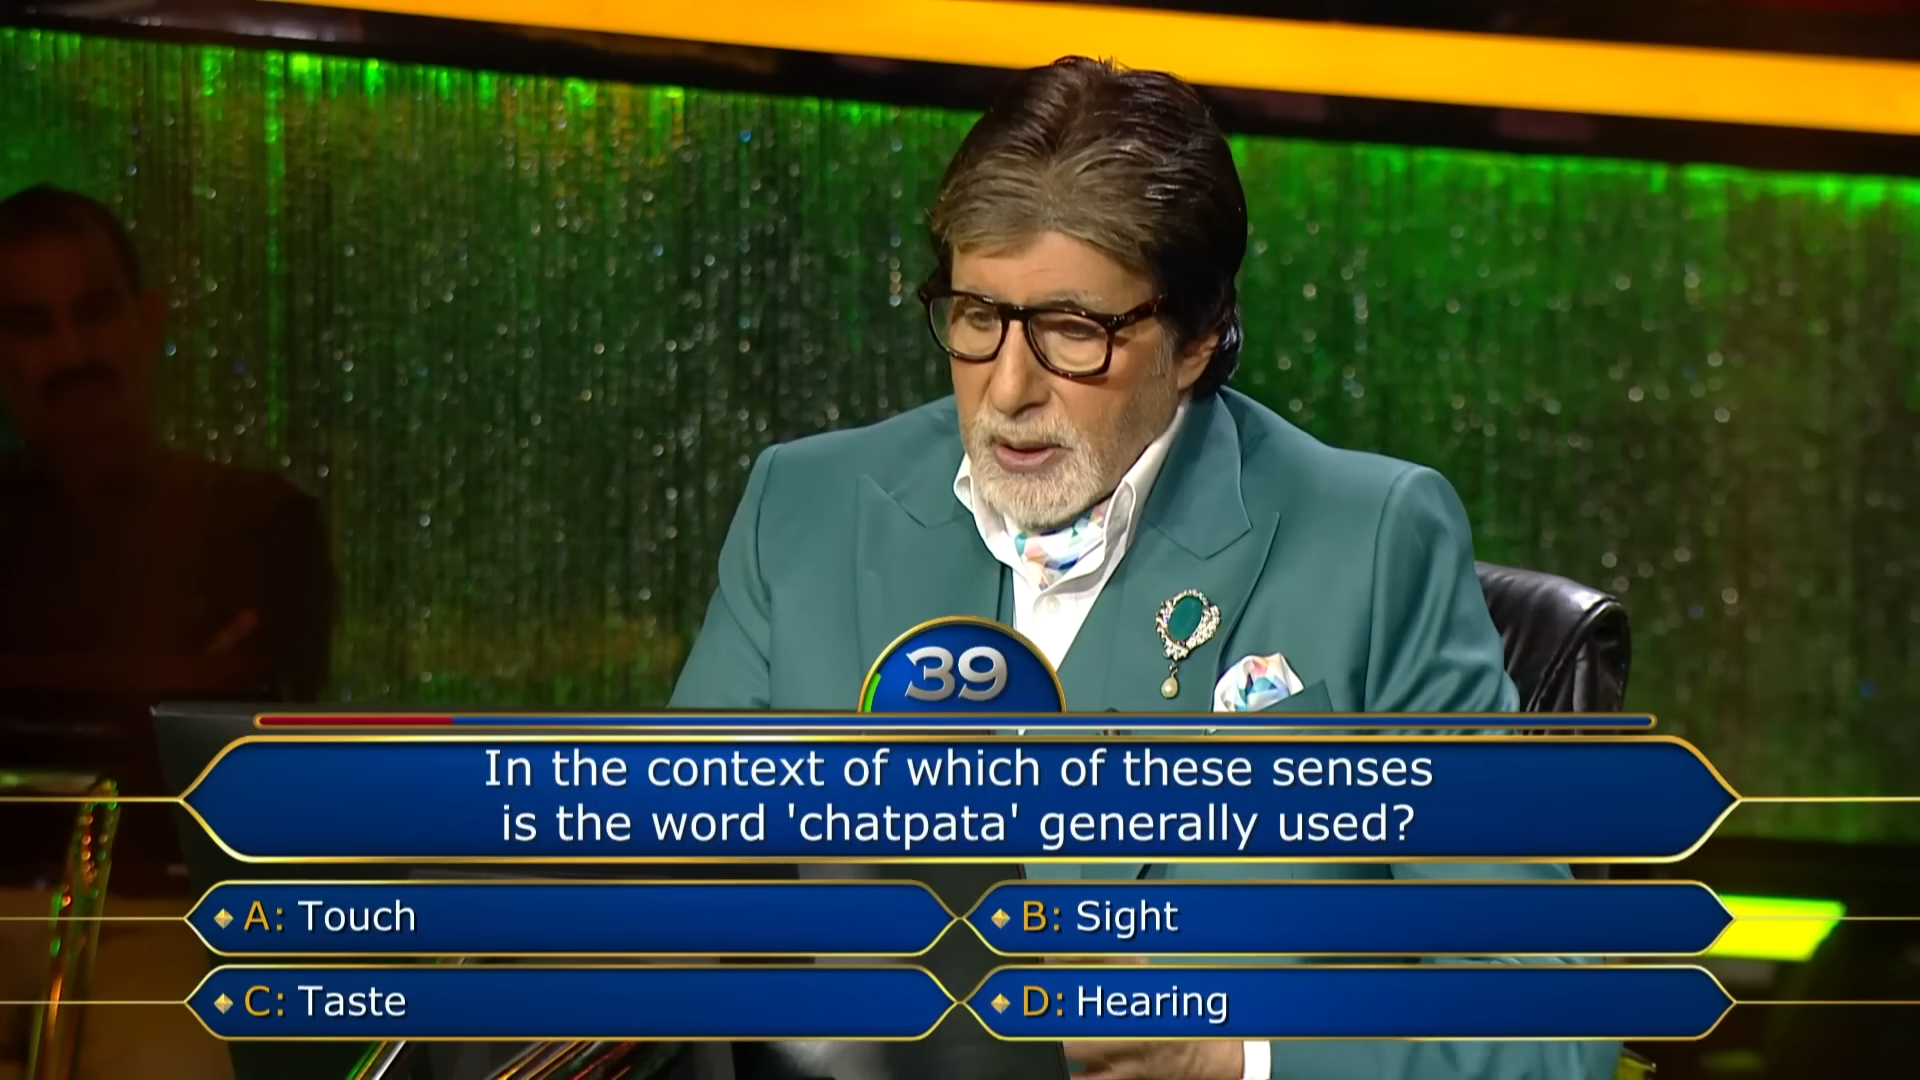 39
In the context of which of these senses
is the word 'chatpata' generally used?
A: Touch
B: Sight
C: Taste
D: Hearing